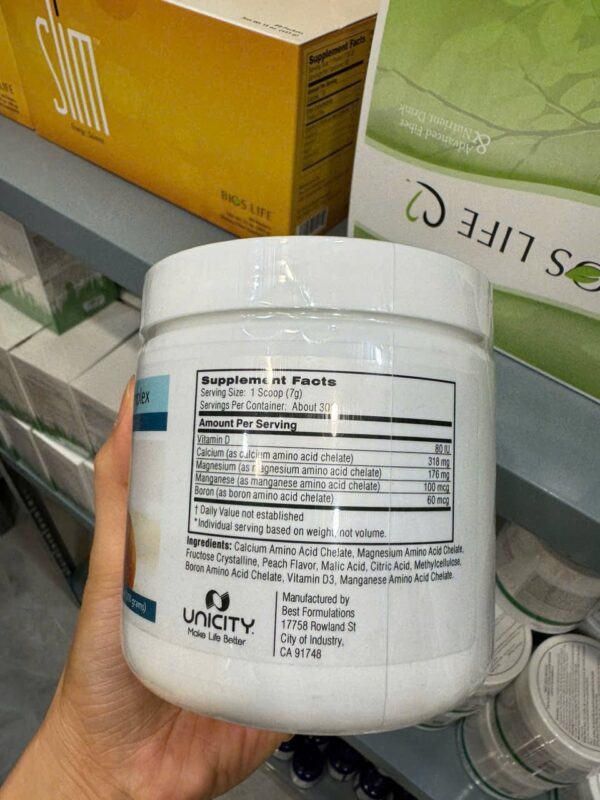 slim
Supplement Facts
BIOS LIFE
Advanced Fiber
& Nutrient Drink
OS LIFE C2
plex
Supplement Facts
Serving Size: 1 Scoop (7g)
Servings Per Container: About 30
Amount Per Serving
Vitamin D 80 IU
Calcium (as calcium amino acid chelate) 318 mg
Magnesium (as magnesium amino acid chelate) 176 mg
Manganese (as manganese amino acid chelate) 100 mcg
Boron (as boron amino acid chelate) 60 mcg
† Daily Value not established
*Individual serving based on weight, not volume.
Ingredients: Calcium Amino Acid Chelate, Magnesium Amino Acid Chelate,
Fructose Crystalline, Peach Flavor, Malic Acid, Citric Acid, Methylcellulose,
Boron Amino Acid Chelate, Vitamin D3, Manganese Amino Acid Chelate.
grams)
UNICITY.
Make Life Better
Manufactured by
Best Formulations
17758 Rowland St
City of Industry,
CA 91748